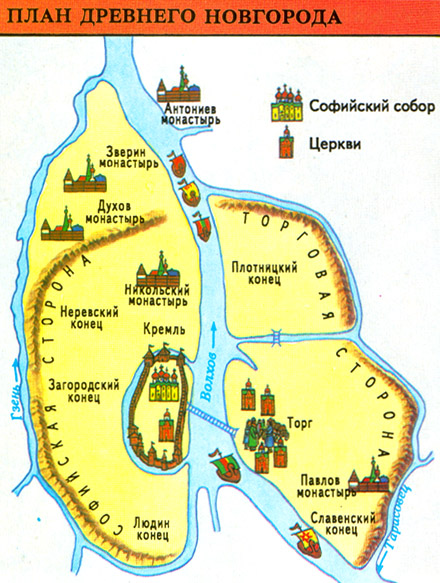 ПЛАН ДРЕВНЕГО НОВГОРОДА
Антониев
монастырь
Софийский собор
Церкви
Зверин
монастырь
Духов
монастырь
ТОРГОВАЯ
СТОРОНА
Плотницкий
конец
Никольский
монастырь
Неревский
конец
Кремль
СОФИЙСКАЯ СТОРОНА
Волхов
Гзень
Загородский
конец
Торг
Павлов
монастырь
Славенский
конец
Людин
конец
Тарасовец